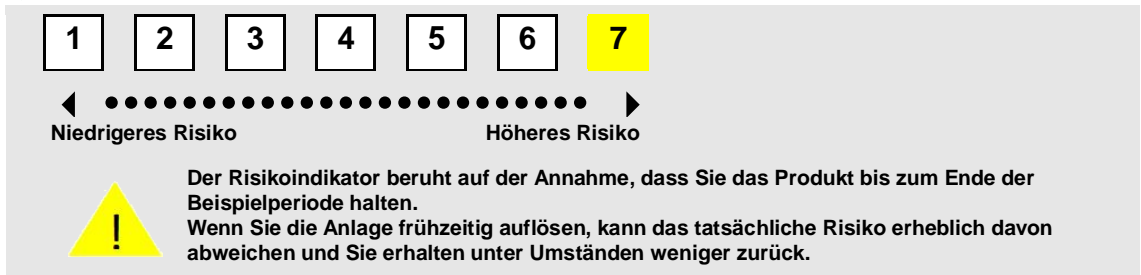 1 2 3 4 5 6 7
Niedrigeres Risiko Höheres Risiko
Der Risikoindikator beruht auf der Annahme, dass Sie das Produkt bis zum Ende der
Beispielperiode halten.
Wenn Sie die Anlage frühzeitig auflösen, kann das tatsächliche Risiko erheblich davon
abweichen und Sie erhalten unter Umständen weniger zurück.
!